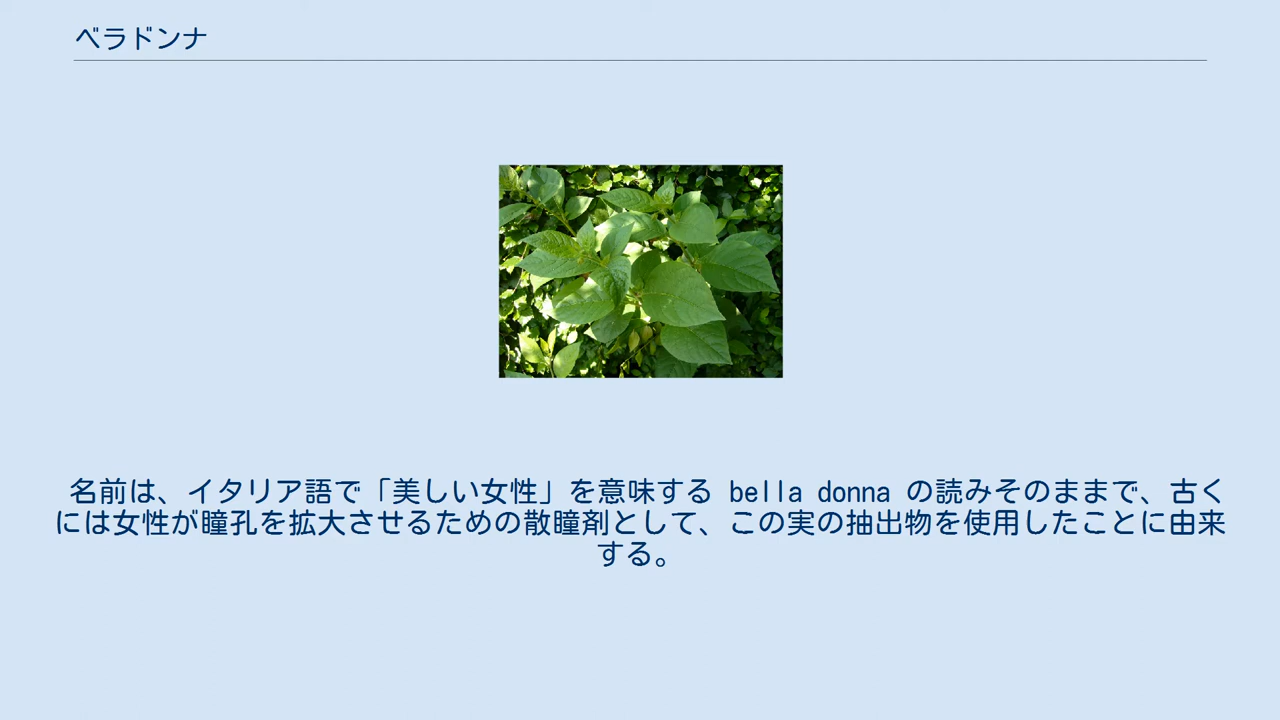 ベラドンナ
名前は、イタリア語で「美しい女性」を意味する bella donna の読みそのままで、古く
には女性が瞳孔を拡大させるための散瞳剤として、この実の抽出物を使用したことに由来
する。